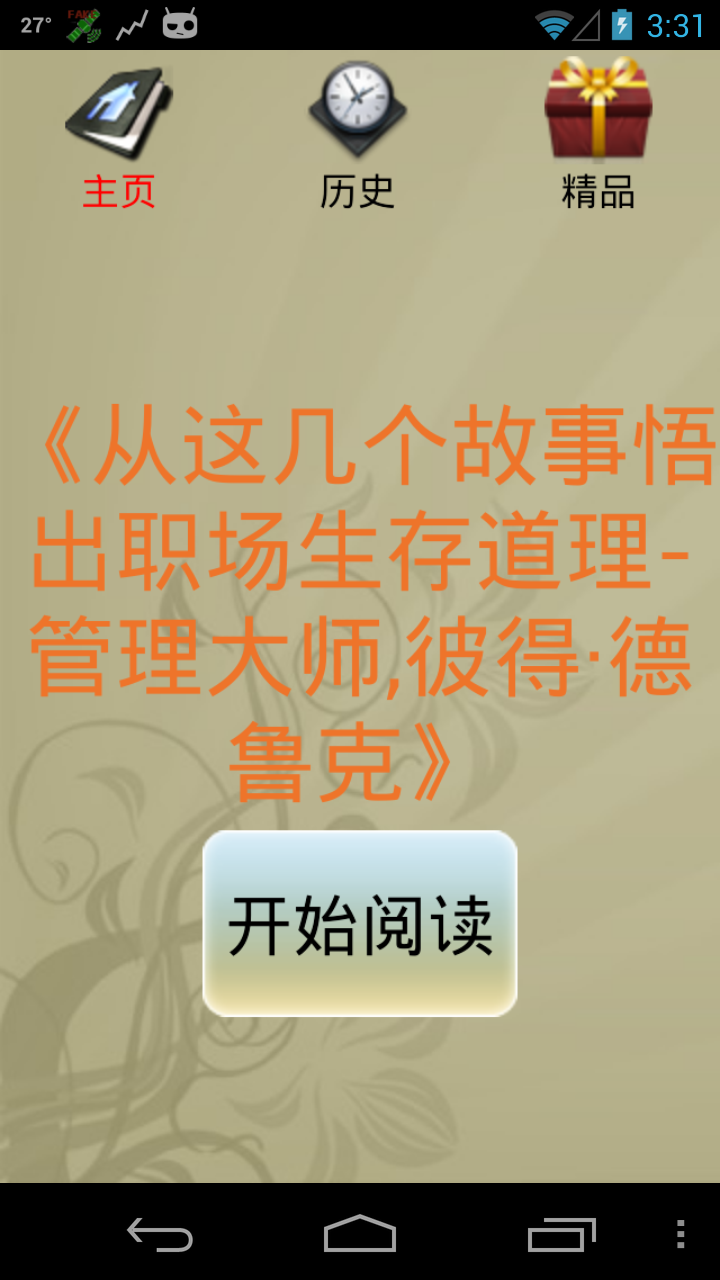 27°
FAKE
3:31
主页
历史
精品
《从这几个故事悟
出职场生存道理-
管理大师,彼得·德
鲁克》
开始阅读